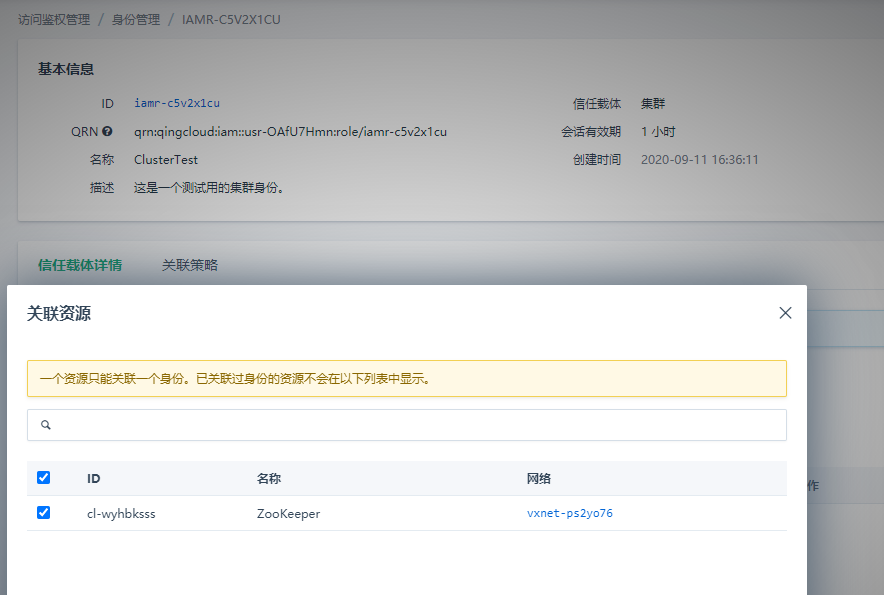 访问鉴权管理 / 身份管理 / IAMR-C5V2X1CU
基本信息
ID iamr-c5v2x1cu 信任载体 集群
QRN qrn:qingcloud:iam::usr-OAfU7Hmn:role/iamr-c5v2x1cu 会话有效期 1 小时
名称 ClusterTest 创建时间 2020-09-11 16:36:11
描述 这是一个测试用的集群身份。
信任载体详情 关联策略
关联资源
一个资源只能关联一个身份。已关联过身份的资源不会在以下列表中显示。
ID 名称 网络
作
cl-wyhbksss ZooKeeper vxnet-ps2yo76